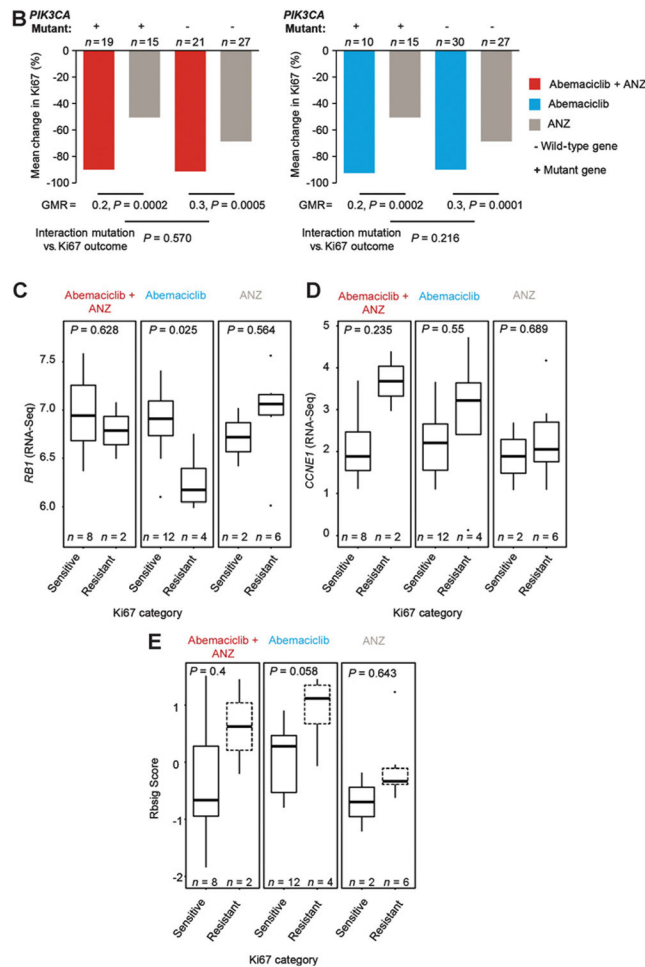 B
PIK3CA
Mutant: + + - -
n=19 n=15 n=21 n=27
Mean change in Ki67 (%)
0
-20
-40
-60
-80
-100
GMR = 0.2, P = 0.0002 0.3, P = 0.0005
Interaction mutation
vs. Ki67 outcome P = 0.570
PIK3CA
Mutant: + + - -
n=10 n=15 n=30 n=27
Mean change in Ki67 (%)
0
-20
-40
-60
-80
-100
GMR = 0.2, P = 0.0002 0.3, P = 0.0001
Interaction mutation
vs. Ki67 outcome P = 0.216
Abemaciclib + ANZ
Abemaciclib
ANZ
- Wild-type gene
+ Mutant gene
C
Abemaciclib +
ANZ
Abemaciclib
ANZ
P = 0.628 P = 0.025 P = 0.564
RB1 (RNA-Seq)
7.5
7.0
6.5
6.0
n = 8 n = 2 n = 12 n = 4 n = 2 n = 6
Sensitive Resistant Sensitive Resistant Sensitive Resistant
Ki67 category
D
Abemaciclib +
ANZ
Abemaciclib
ANZ
P = 0.235 P = 0.55 P = 0.689
CCNE1 (RNA-Seq)
5
4
3
2
1
0
n = 8 n = 2 n = 12 n = 4 n = 2 n = 6
Sensitive Resistant Sensitive Resistant Sensitive Resistant
Ki67 category
E
Abemaciclib +
ANZ
Abemaciclib
ANZ
P = 0.4 P = 0.058 P = 0.643
Rbsig Score
1
0
-1
-2
n = 8 n = 2 n = 12 n = 4 n = 2 n = 6
Sensitive Resistant Sensitive Resistant Sensitive Resistant
Ki67 category